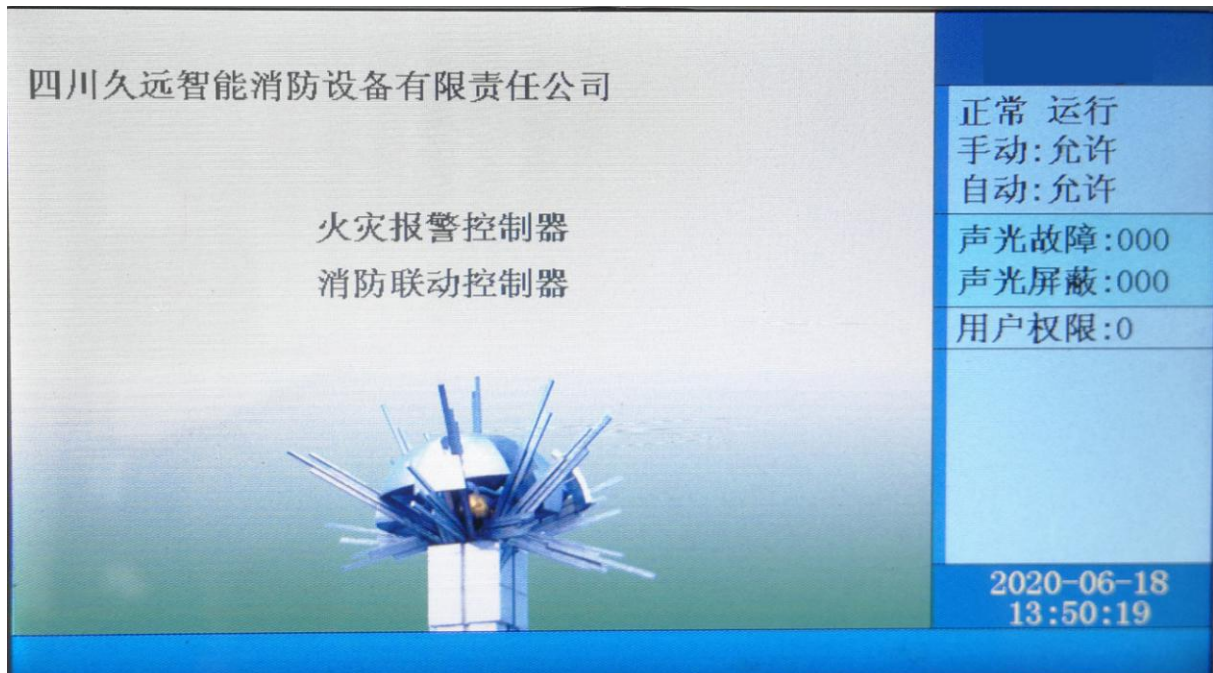 四川久远智能消防设备有限责任公司
火灾报警控制器
消防联动控制器
正常 运行
手动:允许
自动:允许
声光故障:000
声光屏蔽:000
用户权限:0
2020-06-18
13:50:19